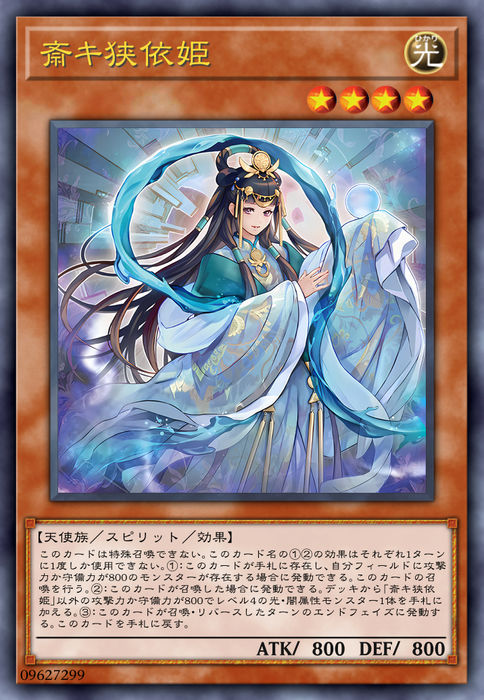 斎キ狭依姫
ひかり
光
【天使族／スピリット／効果】
このカードは特殊召喚できない。このカード名の①②の効果はそれぞれ1ターン
に1度しか使用できない。①：このカードが手札に存在し、自分フィールドに攻撃
力か守備力が800のモンスターが存在する場合に発動できる。このカードの召
喚を行う。②：このカードが召喚した場合に発動できる。デッキから「斎キ狭依
姫」以外の攻撃力か守備力が800でレベル4の光・闇属性モンスター1体を手札に
加える。③：このカードが召喚・リバースしたターンのエンドフェイズに発動す
る。このカードを手札に戻す。
ATK/ 800 DEF/ 800
09627299